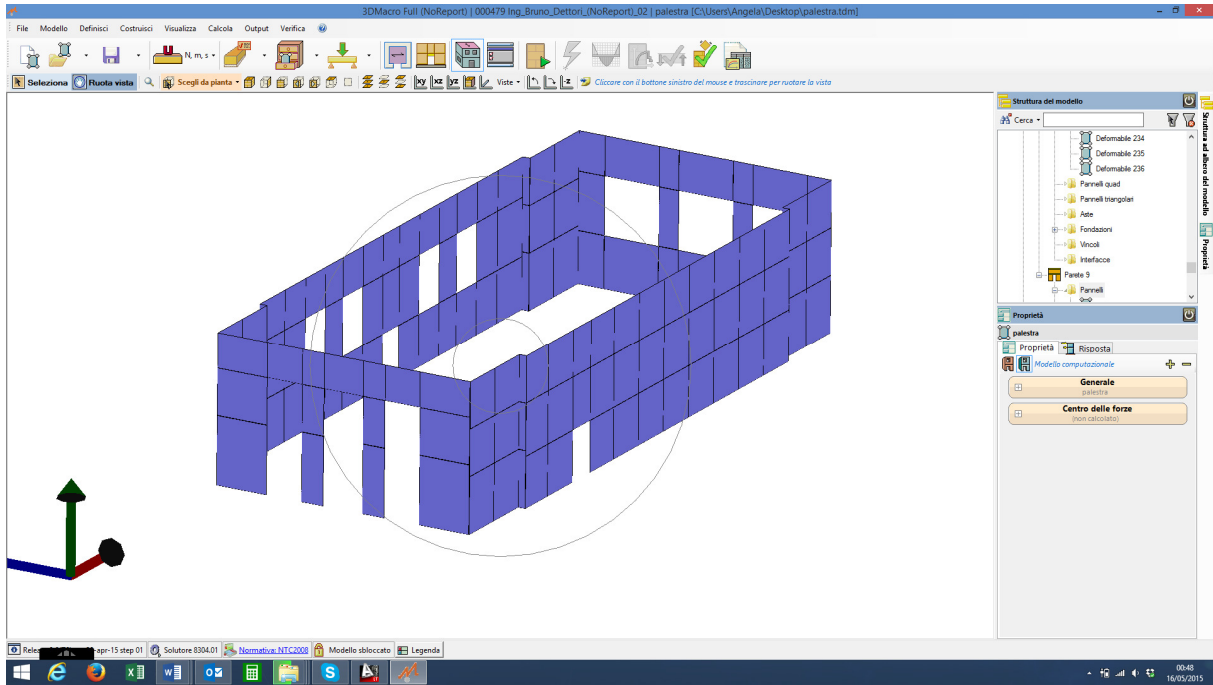 3DMacro Full (NoReport) | 000479 Ing_Bruno_Dettori_(NoReport)_02 | palestra [C:\Users\Angela\Desktop\palestra.tdm]
File Modello Definisci Costruisci Visualizza Calcola Output Verifica
N, m, s
Seleziona Ruota vista Scegli da pianta xy xz yz Viste -z Cliccare con il bottone sinistro del mouse e trascinare per ruotare la vista
Struttura del modello
Cerca
Deformabile 234
Deformabile 235
Deformabile 236
Pannelli quad
Pannelli triangolari
Aste
Fondazioni
Vincoli
Interfacce
Parete 9
Pannelli
Struttura ad albero del modello
Proprietà
Proprietà
palestra
Proprietà Risposta
Modello computazionale
Generale
palestra
Centro delle forze
(non calcolato)
Rele -apr-15 step 01 Solutore 8304.01 Normativa: NTC2008 Modello sbloccato Legenda
00:48
16/05/2015